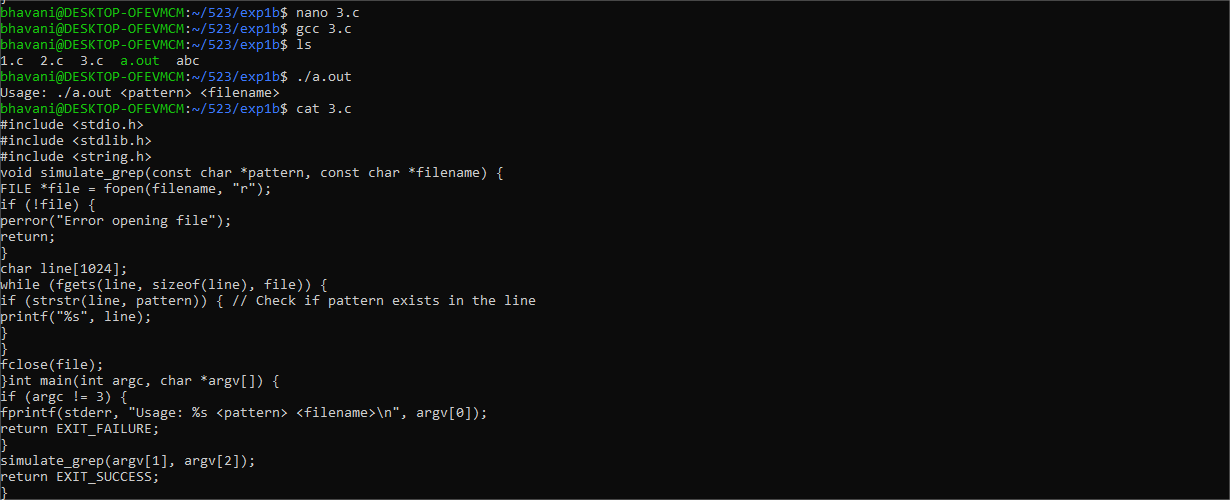 }
bhavani@DESKTOP-OFEVMCM:~/523/exp1b$ nano 3.c
bhavani@DESKTOP-OFEVMCM:~/523/exp1b$ gcc 3.c
bhavani@DESKTOP-OFEVMCM:~/523/exp1b$ ls
1.c  2.c  3.c  a.out  abc
bhavani@DESKTOP-OFEVMCM:~/523/exp1b$ ./a.out
Usage: ./a.out <pattern> <filename>
bhavani@DESKTOP-OFEVMCM:~/523/exp1b$ cat 3.c
#include <stdio.h>
#include <stdlib.h>
#include <string.h>
void simulate_grep(const char *pattern, const char *filename) {
FILE *file = fopen(filename, "r");
if (!file) {
perror("Error opening file");
return;
}
char line[1024];
while (fgets(line, sizeof(line), file)) {
if (strstr(line, pattern)) { // Check if pattern exists in the line
printf("%s", line);
}
}
fclose(file);
}int main(int argc, char *argv[]) {
if (argc != 3) {
fprintf(stderr, "Usage: %s <pattern> <filename>\n", argv[0]);
return EXIT_FAILURE;
}
simulate_grep(argv[1], argv[2]);
return EXIT_SUCCESS;
}